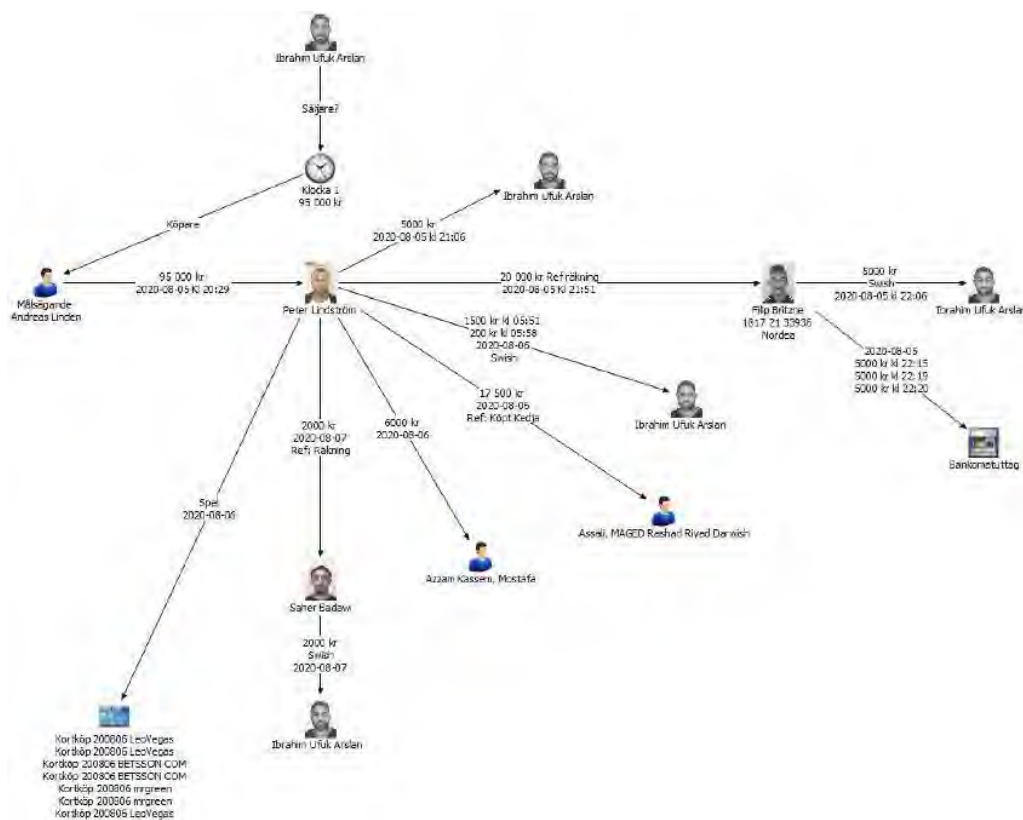 Ibrahim Ufuk Arslan
Säljare?
Klocka 1
95 000 kr
Köpare
Ibrahim Ufuk Arslan
5000 kr
2020-08-05 kl 21:06
95 000 kr
2020-08-05 Kl 20:29
Målsägande
Andreas Linden
Peter Lindström
20 000 kr Ref räkning
2020-08-05 Kl 21:51
Filip Britzne
1817 21 33936
Nordea
5000 kr
Swish
2020-08-05 kl 22:06
Ibrahim Ufuk Arslan
1500 kr kl 05:51
200 kr kl 05:58
2020-08-06
Swish
Ibrahim Ufuk Arslan
2020-08-05
5000 kr kl 22:15
5000 kr kl 22:19
5000 kr kl 22:20
Bankomatuttag
17 500 kr
2020-08-06
Ref: Köpt Kedja
Assali, MAGED Rashad Riyad Darwish
6000 kr
2020-08-06
Azzam Kassem, Mostafa
2000 kr
2020-08-07
Ref: Räkning
Saher Badawi
2000 kr
Swish
2020-08-07
Ibrahim Ufuk Arslan
Spel
2020-08-06
Kortköp 200806 LeoVegas
Kortköp 200806 LeoVegas
Kortköp 200806 BETSSON COM
Kortköp 200806 BETSSON COM
Kortköp 200806 mrgreen
Kortköp 200806 mrgreen
Kortköp 200806 LeoVegas